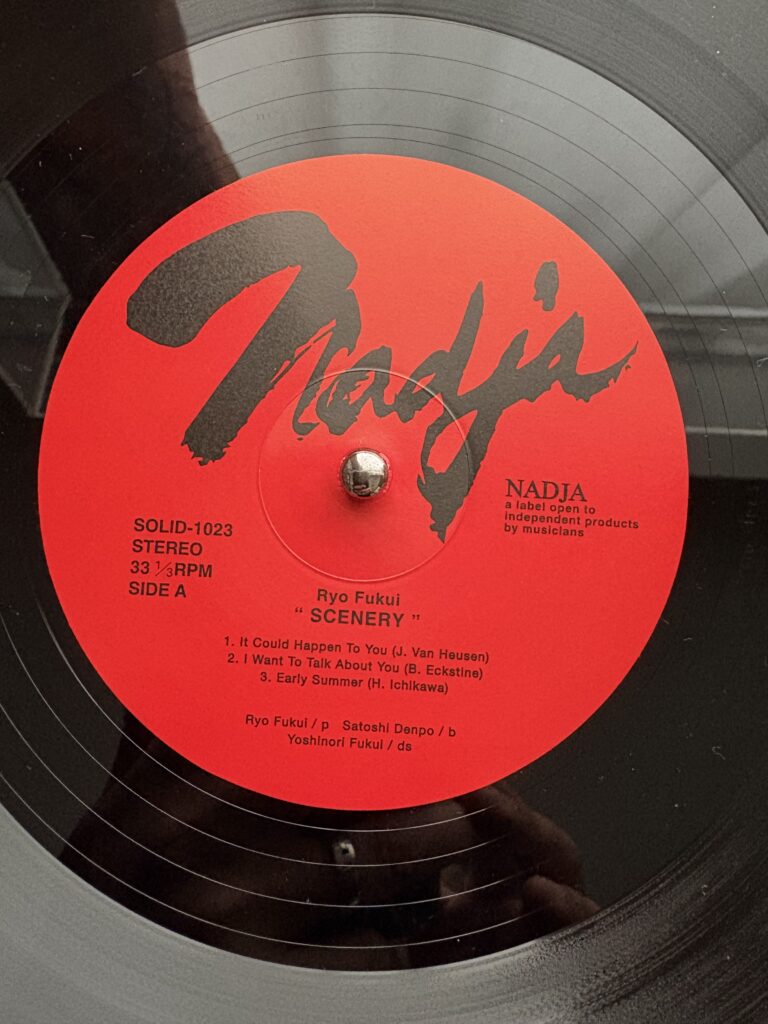 Nadja
NADJA
a label open to
independent products
by musicians
SOLID-1023
STEREO
33 1/3 RPM
SIDE A
Ryo Fukui
“ SCENERY ”
1. It Could Happen To You (J. Van Heusen)
2. I Want To Talk About You (B. Eckstine)
3. Early Summer (H. Ichikawa)
Ryo Fukui / p   Satoshi Denpo / b
Yoshinori Fukui / ds